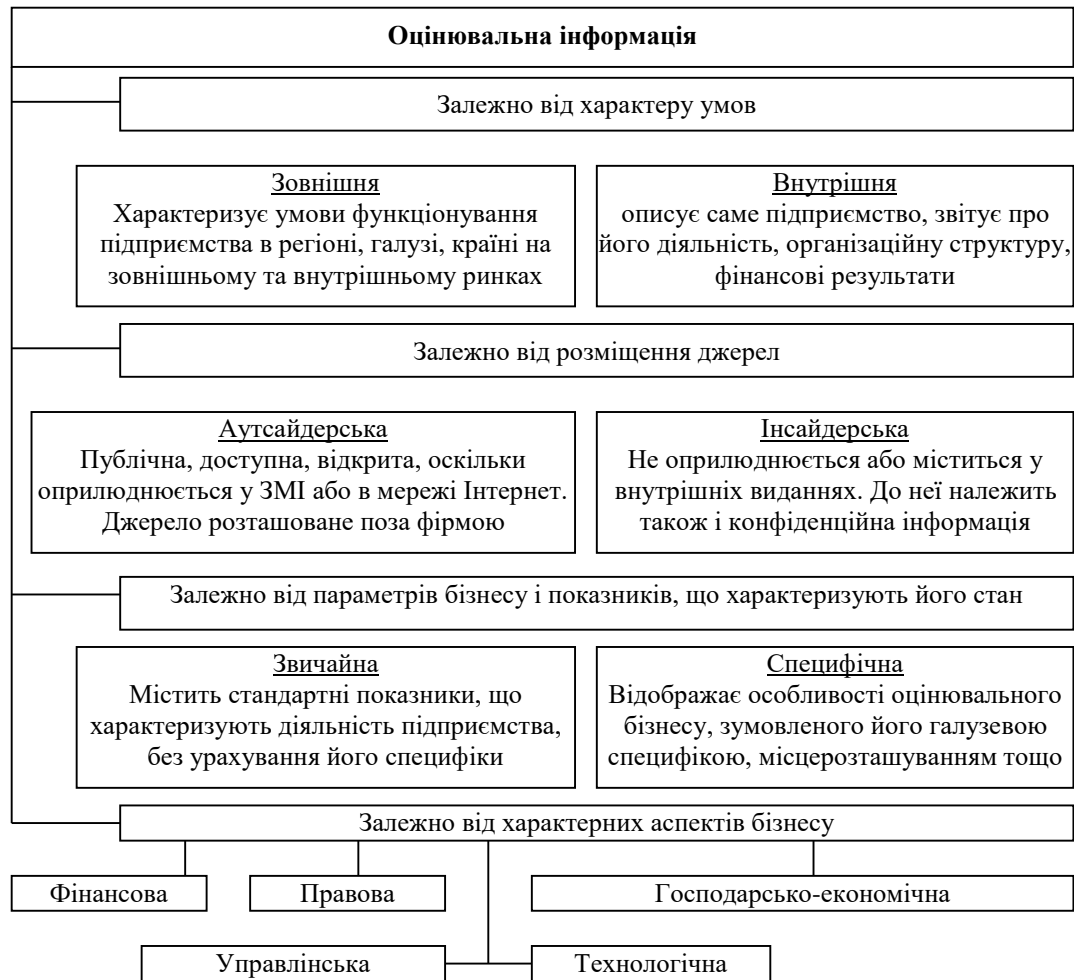 Оцінювальна інформація
Залежно від характеру умов
Зовнішня
Характеризує умови функціонування
підприємства в регіоні, галузі, країні на
зовнішньому та внутрішньому ринках
Внутрішня
описує саме підприємство, звітує про
його діяльність, організаційну структуру,
фінансові результати
Залежно від розміщення джерел
Аутсайдерська
Публічна, доступна, відкрита, оскільки
оприлюднюється у ЗМІ або в мережі Інтернет.
Джерело розташоване поза фірмою
Інсайдерська
Не оприлюднюється або міститься у
внутрішніх виданнях. До неї належить
також і конфіденційна інформація
Залежно від параметрів бізнесу і показників, що характеризують його стан
Звичайна
Містить стандартні показники, що
характеризують діяльність підприємства,
без урахування його специфіки
Специфічна
Відображає особливості оцінювального
бізнесу, зумовленого його галузевою
специфікою, місцерозташуванням тощо
Залежно від характерних аспектів бізнесу
Фінансова
Правова
Господарсько-економічна
Управлінська
Технологічна